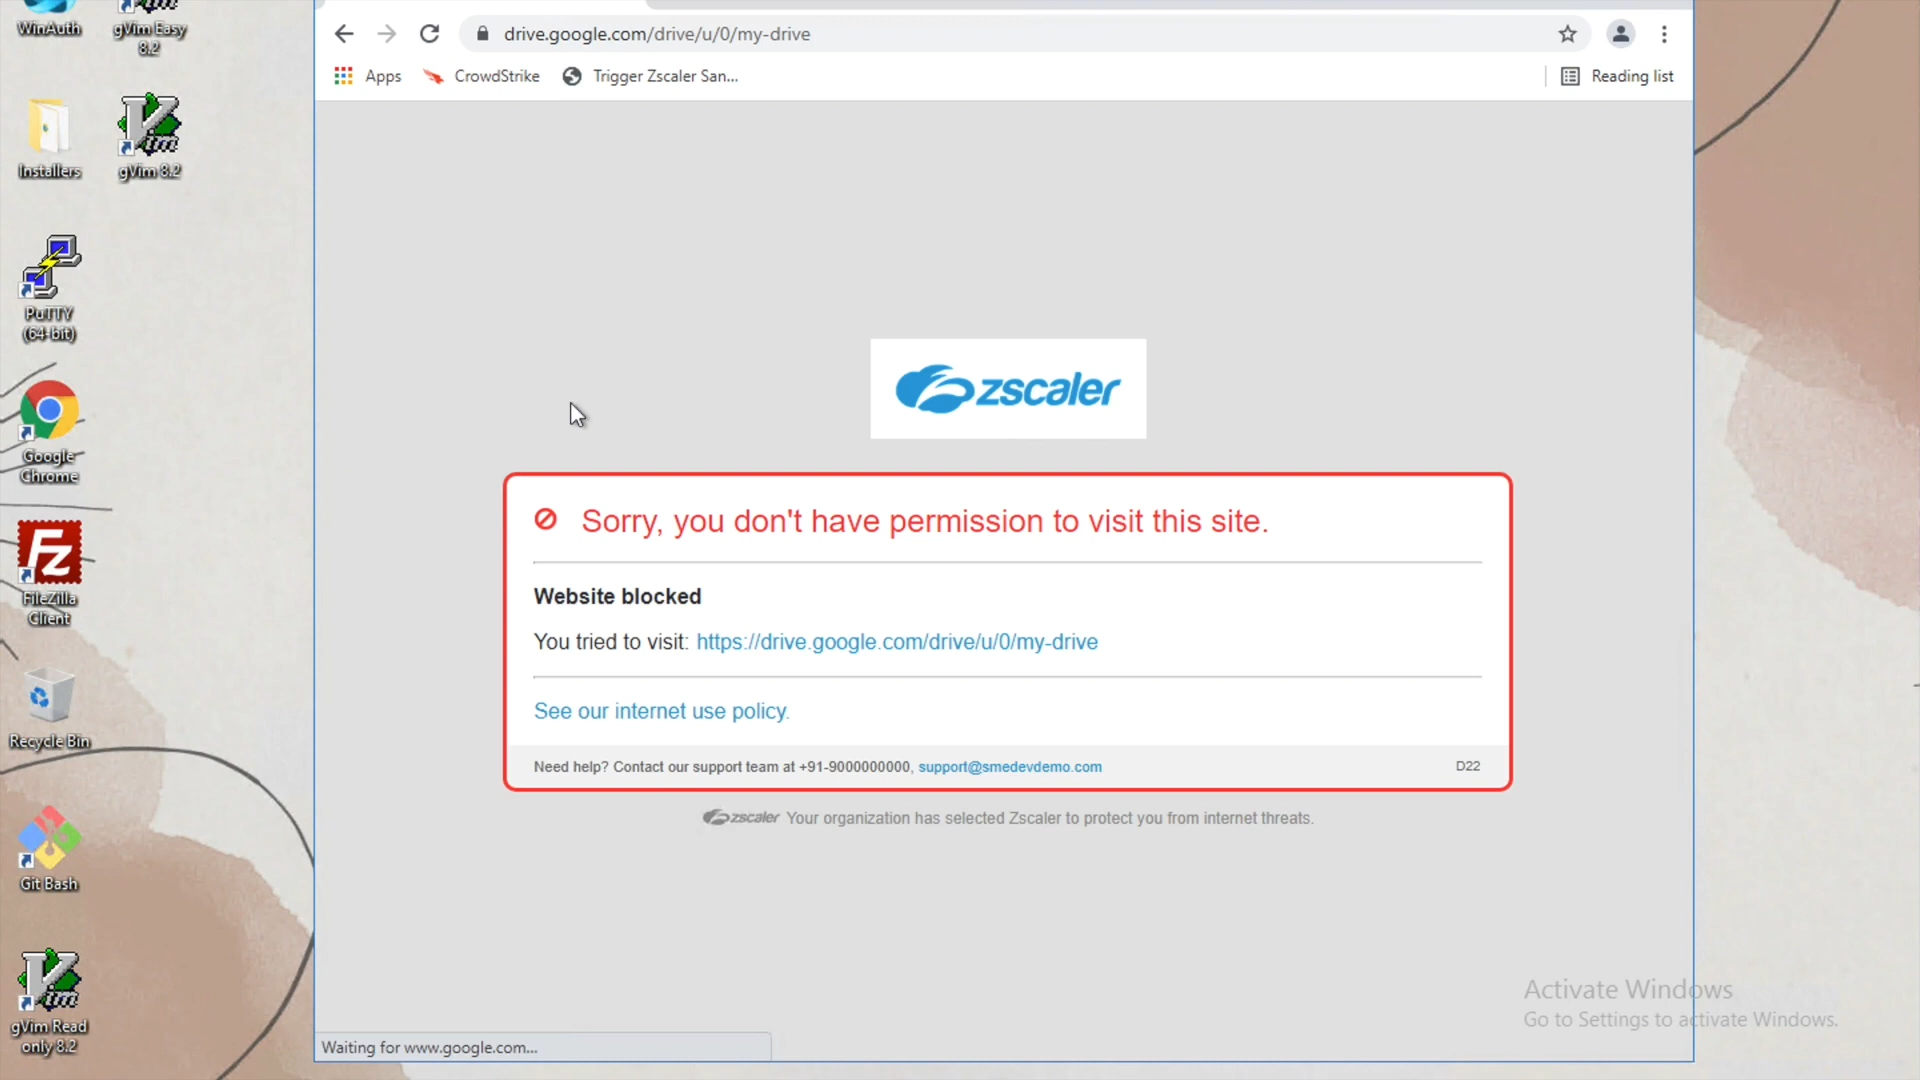 WinAuth
gVim Easy
8.2
drive.google.com/drive/u/0/my-drive
Apps
CrowdStrike
Trigger Zscaler San...
Reading list
Installers
gVim 8.2
PuTTY
(64-bit)
Google
Chrome
FileZilla
Client
Recycle Bin
Git Bash
gVim Read
only 8.2
zscaler
Sorry, you don't have permission to visit this site.
Website blocked
You tried to visit: https://drive.google.com/drive/u/0/my-drive
See our internet use policy.
Need help? Contact our support team at +91-9000000000, support@smedevdemo.com
D22
zscaler Your organization has selected Zscaler to protect you from internet threats.
Activate Windows
Go to Settings to activate Windows.
Waiting for www.google.com...